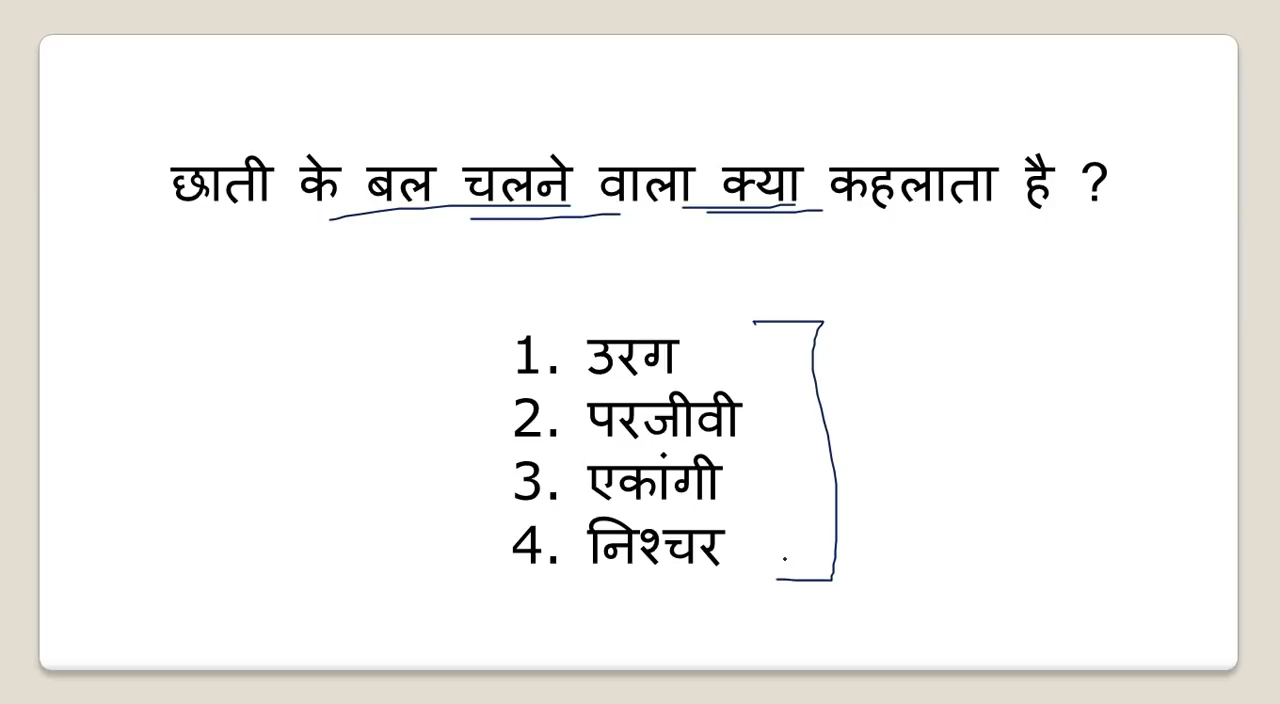 छाती के बल चलने वाला क्या कहलाता है ?
1. उरग
2. परजीवी
3. एकांगी
4. निश्चर